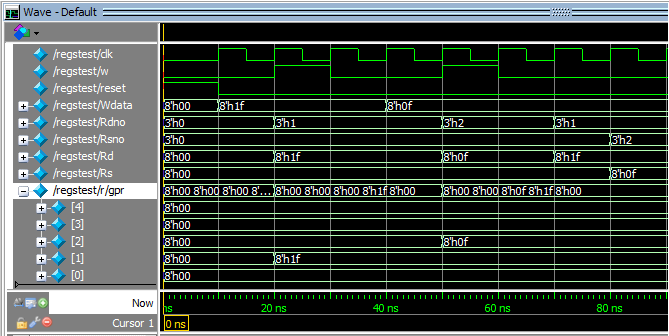 Wave - Default
/regstest/clk
/regstest/w
/regstest/reset
/regstest/Wdata 8'h00 8'h1f 8'h0f
/regstest/Rdno 3'h0 3'h1 3'h2 3'h1
/regstest/Rsno 3'h0 3'h2
/regstest/Rd 8'h00 8'h1f 8'h0f 8'h1f
/regstest/Rs 8'h00 8'h0f
/regstest/r/gpr 8'h00 8'h00 8'h00 8'... 8'h00 8'h00 8'h00 8'h1f 8'h00 8'h00 8'h00 8'h0f 8'h1f 8'h00
[4] 8'h00
[3] 8'h00
[2] 8'h00 8'h0f
[1] 8'h00 8'h1f
[0] 8'h00
Now ns 20 ns 40 ns 60 ns 80 ns
Cursor 1 0 ns